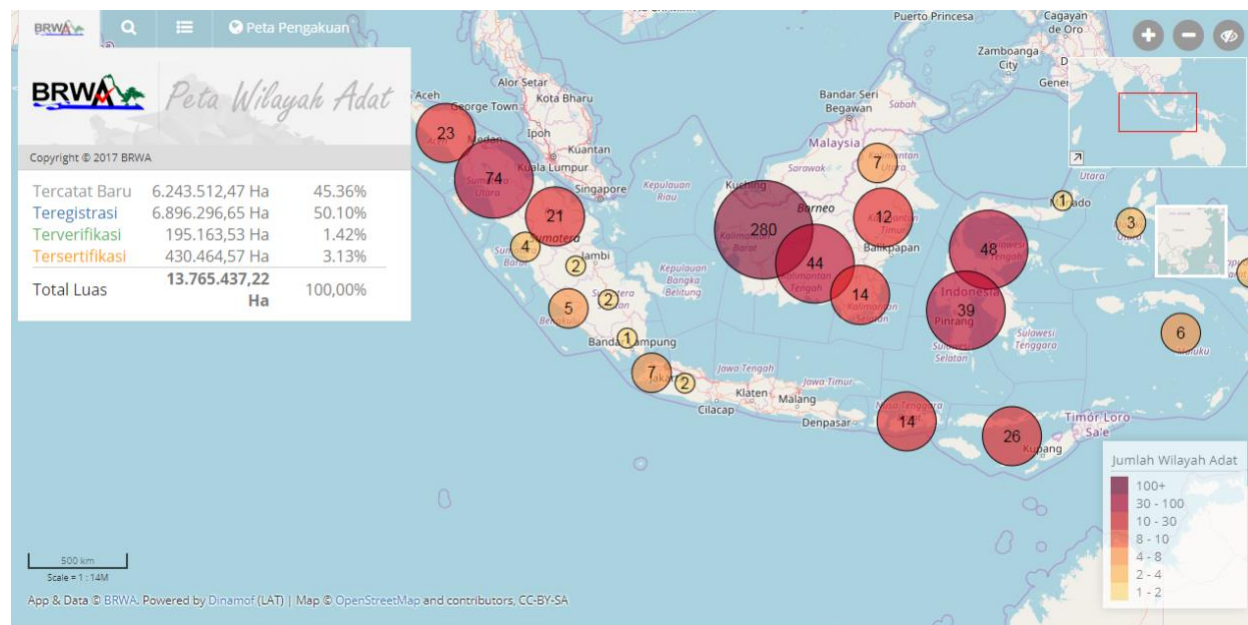 BRWA
Peta Pengakuan
BRWA Peta Wilayah Adat
Copyright © 2017 BRWA
Tercatat Baru 6.243.512,47 Ha 45.36%
Teregistrasi 6.896.296,65 Ha 50.10%
Terverifikasi 195.163,53 Ha 1.42%
Tersertifikasi 430.464,57 Ha 3.13%
Total Luas 13.765.437,22 Ha 100,00%
Puerto Princesa
Cagayan de Oro
Zamboanga City
Alor Setar
Kota Bharu
Aceh
George Town
23
Medan
Ipoh
Kuantan
Kuala Lumpur
74
Singapore
Bandar Seri Begawan
Sabah
Malaysia
Sarawak
7
Kepulauan Riau
Kuching
Borneo
280
12
Balikpapan
44
14
21
Sumatera
4
2
Jambi
Kepulauan Bangka Belitung
5
2
1
7
2
Jawa Tengah
Jawa Timur
Klaten
Malang
Cilacap
Denpasar
Utara
1
3
48
Indonesia
39
Pinrang
Sulawesi Tenggara
Sulawesi Selatan
6
Maluku
14
26
Kupang
Timór Loro Sa'e
Jumlah Wilayah Adat
100+
30 - 100
10 - 30
8 - 10
4 - 8
2 - 4
1 - 2
500 km
Scale = 1 : 14M
App & Data © BRWA. Powered by Dinamof (LAT) | Map © OpenStreetMap and contributors, CC-BY-SA